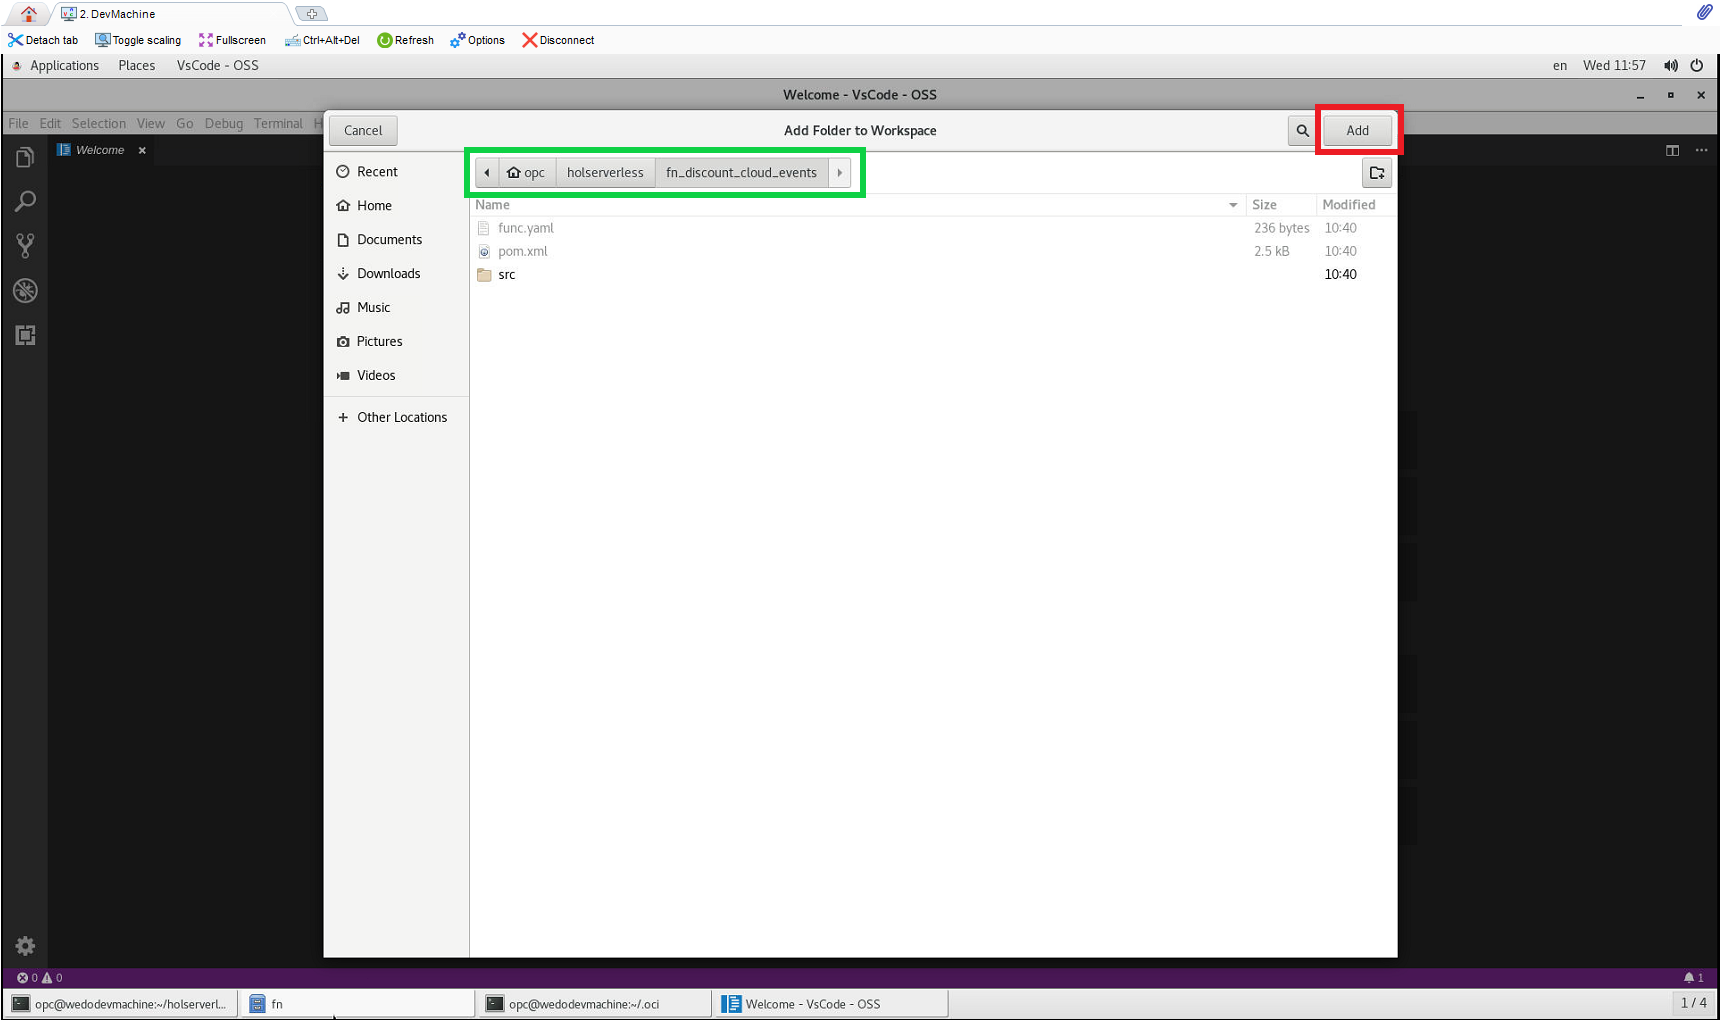 2. DevMachine
Detach tab Toggle scaling Fullscreen Ctrl+Alt+Del Refresh Options Disconnect
Applications Places VsCode - OSS en Wed 11:57
Welcome - VsCode - OSS
File Edit Selection View Go Debug Terminal H
Cancel Add Folder to Workspace Add
Welcome
opc holserverless fn_discount_cloud_events
Recent
Home
Documents
Downloads
Music
Pictures
Videos
Other Locations
Name Size Modified
func.yaml 236 bytes 10:40
pom.xml 2.5 kB 10:40
src 10:40
0 0 1
opc@wedodevmachine:~/holserverl... fn opc@wedodevmachine:~/.oci Welcome - VsCode - OSS 1 / 4